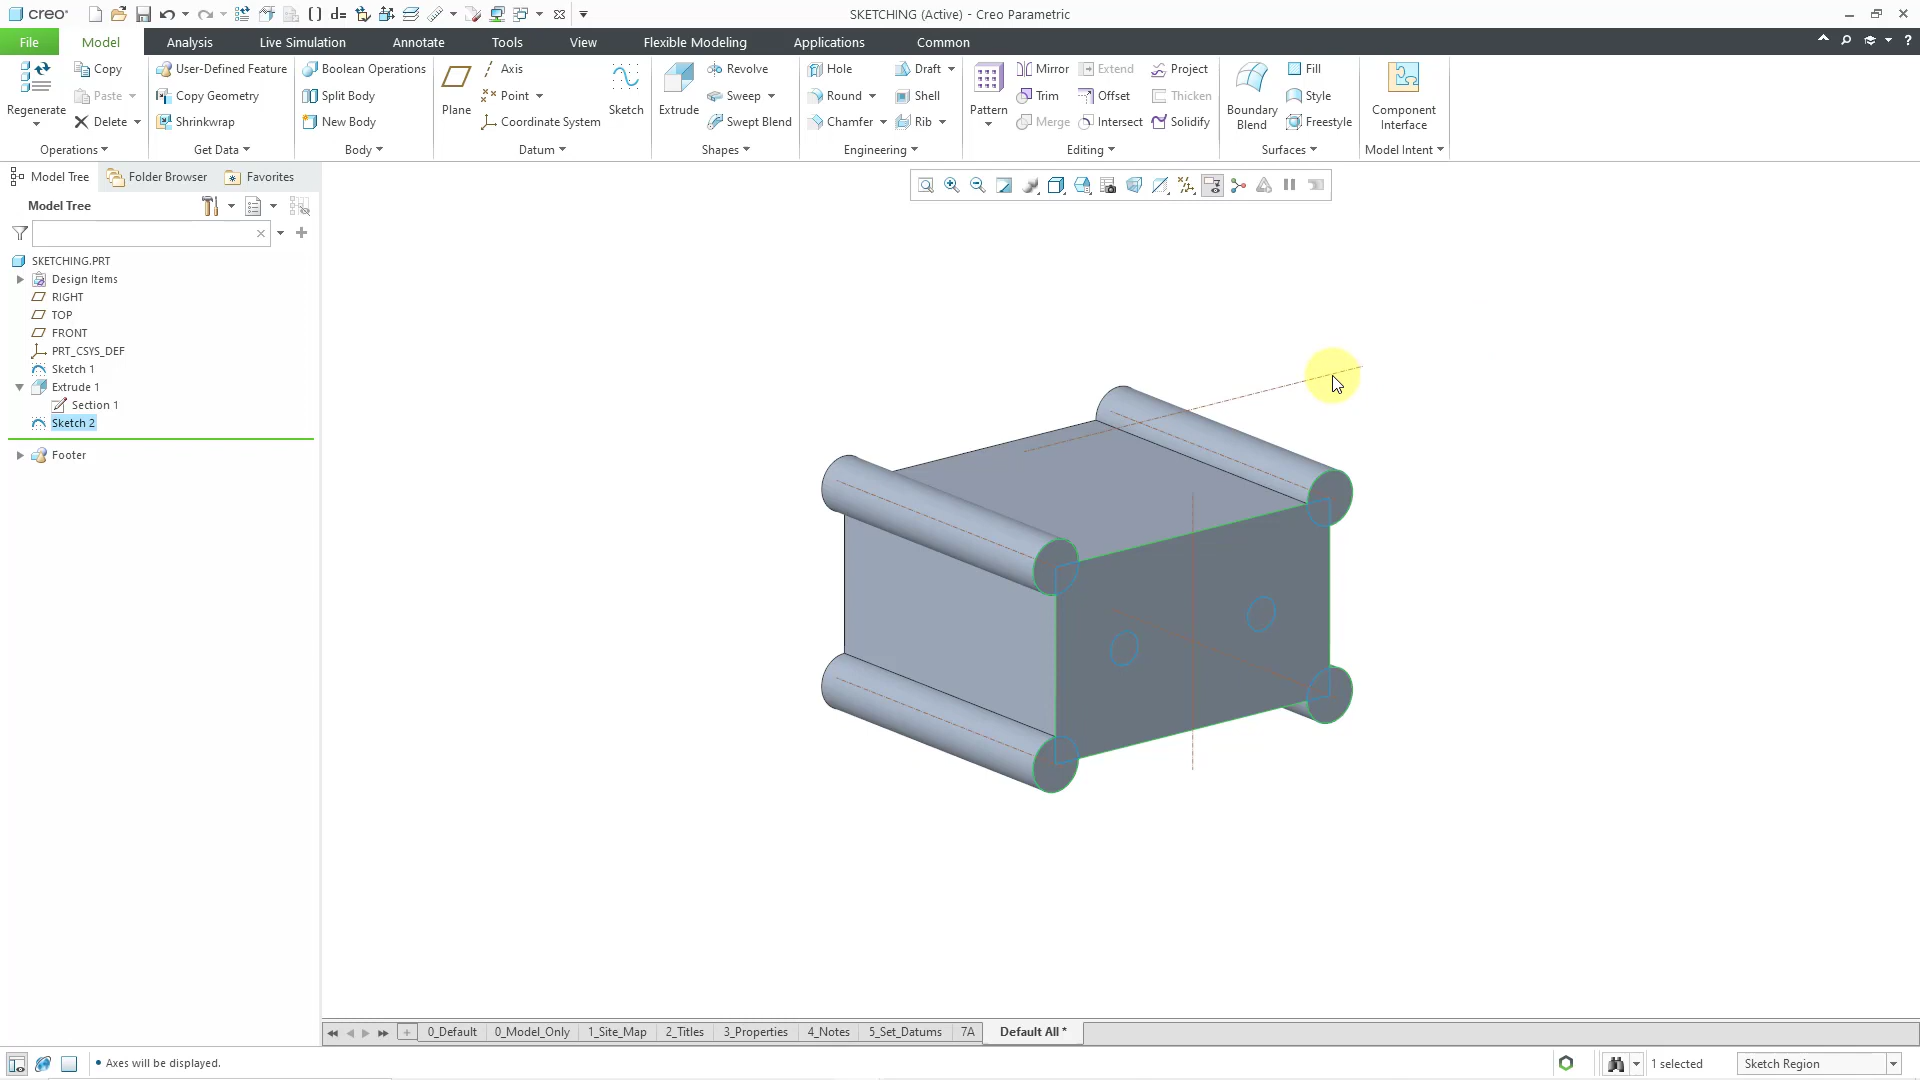 creo
SKETCHING (Active) - Creo Parametric
File Model Analysis Live Simulation Annotate Tools View Flexible Modeling Applications Common
Regenerate
Copy
Paste
Delete
Operations
User-Defined Feature
Copy Geometry
Shrinkwrap
Get Data
Boolean Operations
Split Body
New Body
Body
Plane
Axis
Point
Coordinate System
Sketch
Datum
Extrude
Revolve
Sweep
Swept Blend
Shapes
Hole
Round
Chamfer
Draft
Shell
Rib
Engineering
Pattern
Mirror
Trim
Merge
Extend
Offset
Intersect
Project
Thicken
Solidify
Editing
Boundary
Blend
Fill
Style
Freestyle
Surfaces
Component
Interface
Model Intent
Model Tree Folder Browser Favorites
Model Tree
SKETCHING.PRT
Design Items
RIGHT
TOP
FRONT
PRT_CSYS_DEF
Sketch 1
Extrude 1
Section 1
Sketch 2
Footer
0_Default 0_Model_Only 1_Site_Map 2_Titles 3_Properties 4_Notes 5_Set_Datums 7A Default All *
• Axes will be displayed.
1 selected
Sketch Region